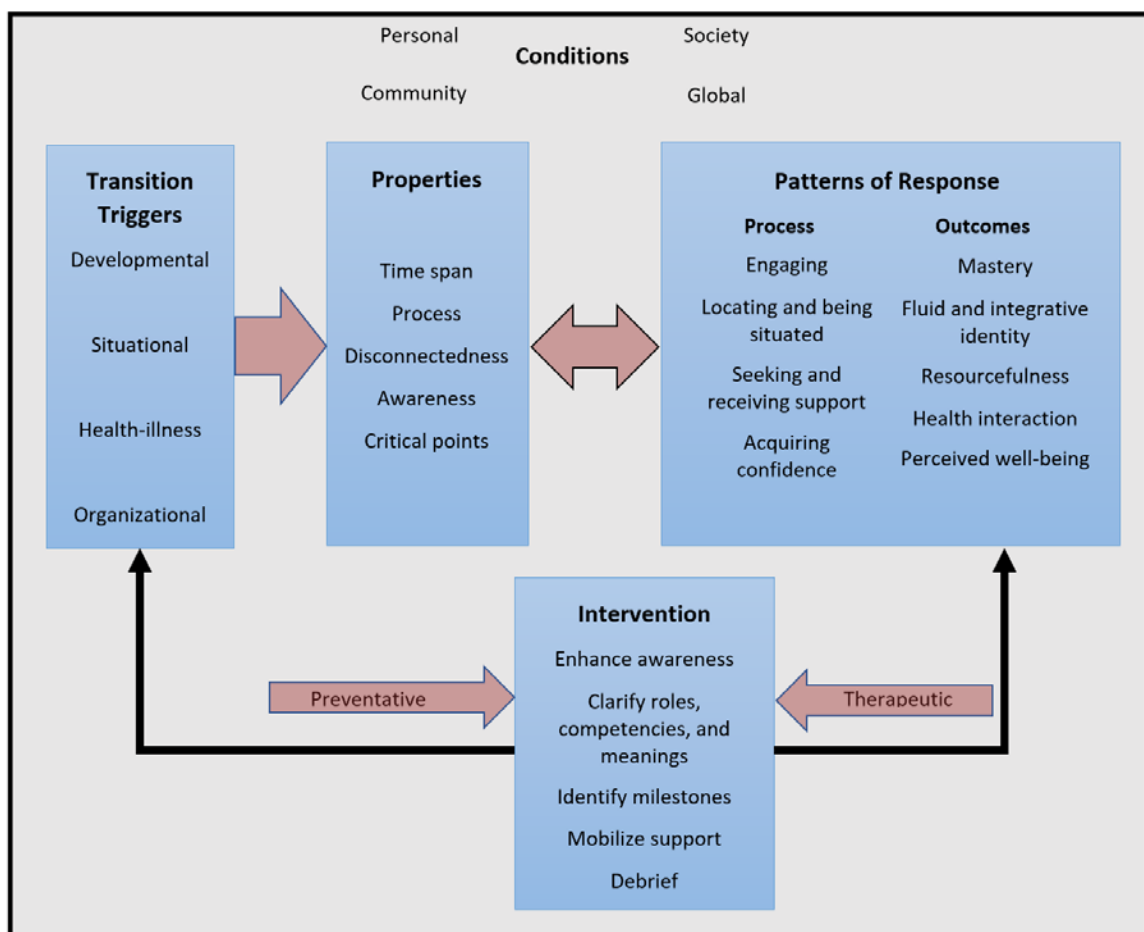 Personal
Society
Conditions
Community
Global
Transition
Triggers
Developmental
Situational
Health-illness
Organizational
Properties
Time span
Process
Disconnectedness
Awareness
Critical points
Patterns of Response
Process
Engaging
Locating and being
situated
Seeking and
receiving support
Acquiring
confidence
Outcomes
Mastery
Fluid and integrative
identity
Resourcefulness
Health interaction
Perceived well-being
Intervention
Enhance awareness
Clarify roles,
competencies, and
meanings
Identify milestones
Mobilize support
Debrief
Preventative
Therapeutic